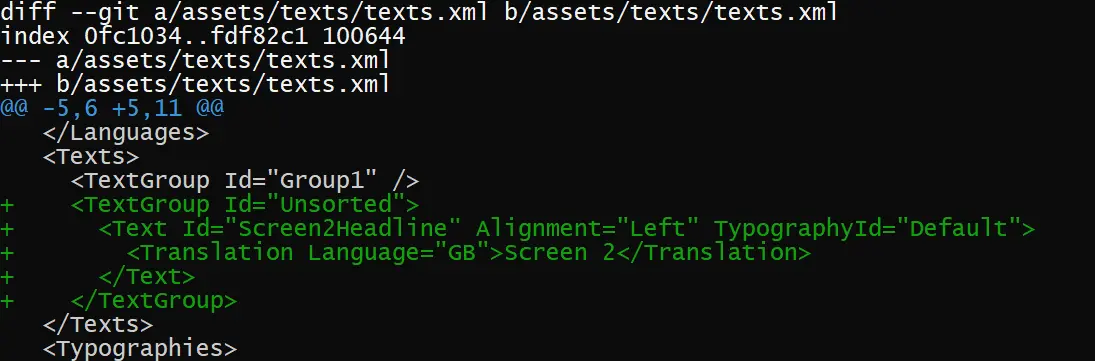 diff --git a/assets/texts/texts.xml b/assets/texts/texts.xml
index 0fc1034..fdf82c1 100644
--- a/assets/texts/texts.xml
+++ b/assets/texts/texts.xml
@@ -5,6 +5,11 @@
   </Languages>
   <Texts>
     <TextGroup Id="Group1" />
+    <TextGroup Id="Unsorted">
+      <Text Id="Screen2Headline" Alignment="Left" TypographyId="Default">
+        <Translation Language="GB">Screen 2</Translation>
+      </Text>
+    </TextGroup>
   </Texts>
   <Typographies>